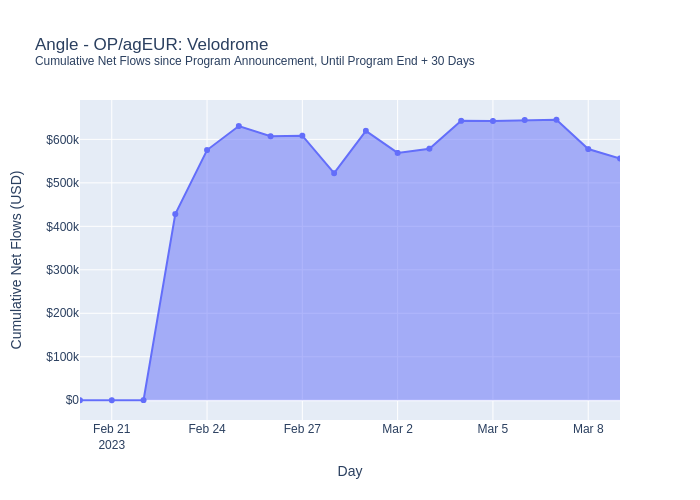 Angle - OP/agEUR: Velodrome
Cumulative Net Flows since Program Announcement, Until Program End + 30 Days
Cumulative Net Flows (USD)
$600k
$500k
$400k
$300k
$200k
$100k
$0
Feb 21
2023
Feb 24
Feb 27
Mar 2
Mar 5
Mar 8
Day